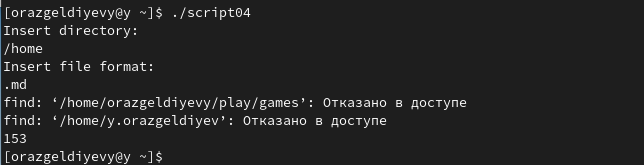 [orazgeldiyevy@y ~]$ ./script04
Insert directory:
/home
Insert file format:
.md
find: ‘/home/orazgeldiyevy/play/games’: Отказано в доступе
find: ‘/home/y.orazgeldiyev’: Отказано в доступе
153
[orazgeldiyevy@y ~]$